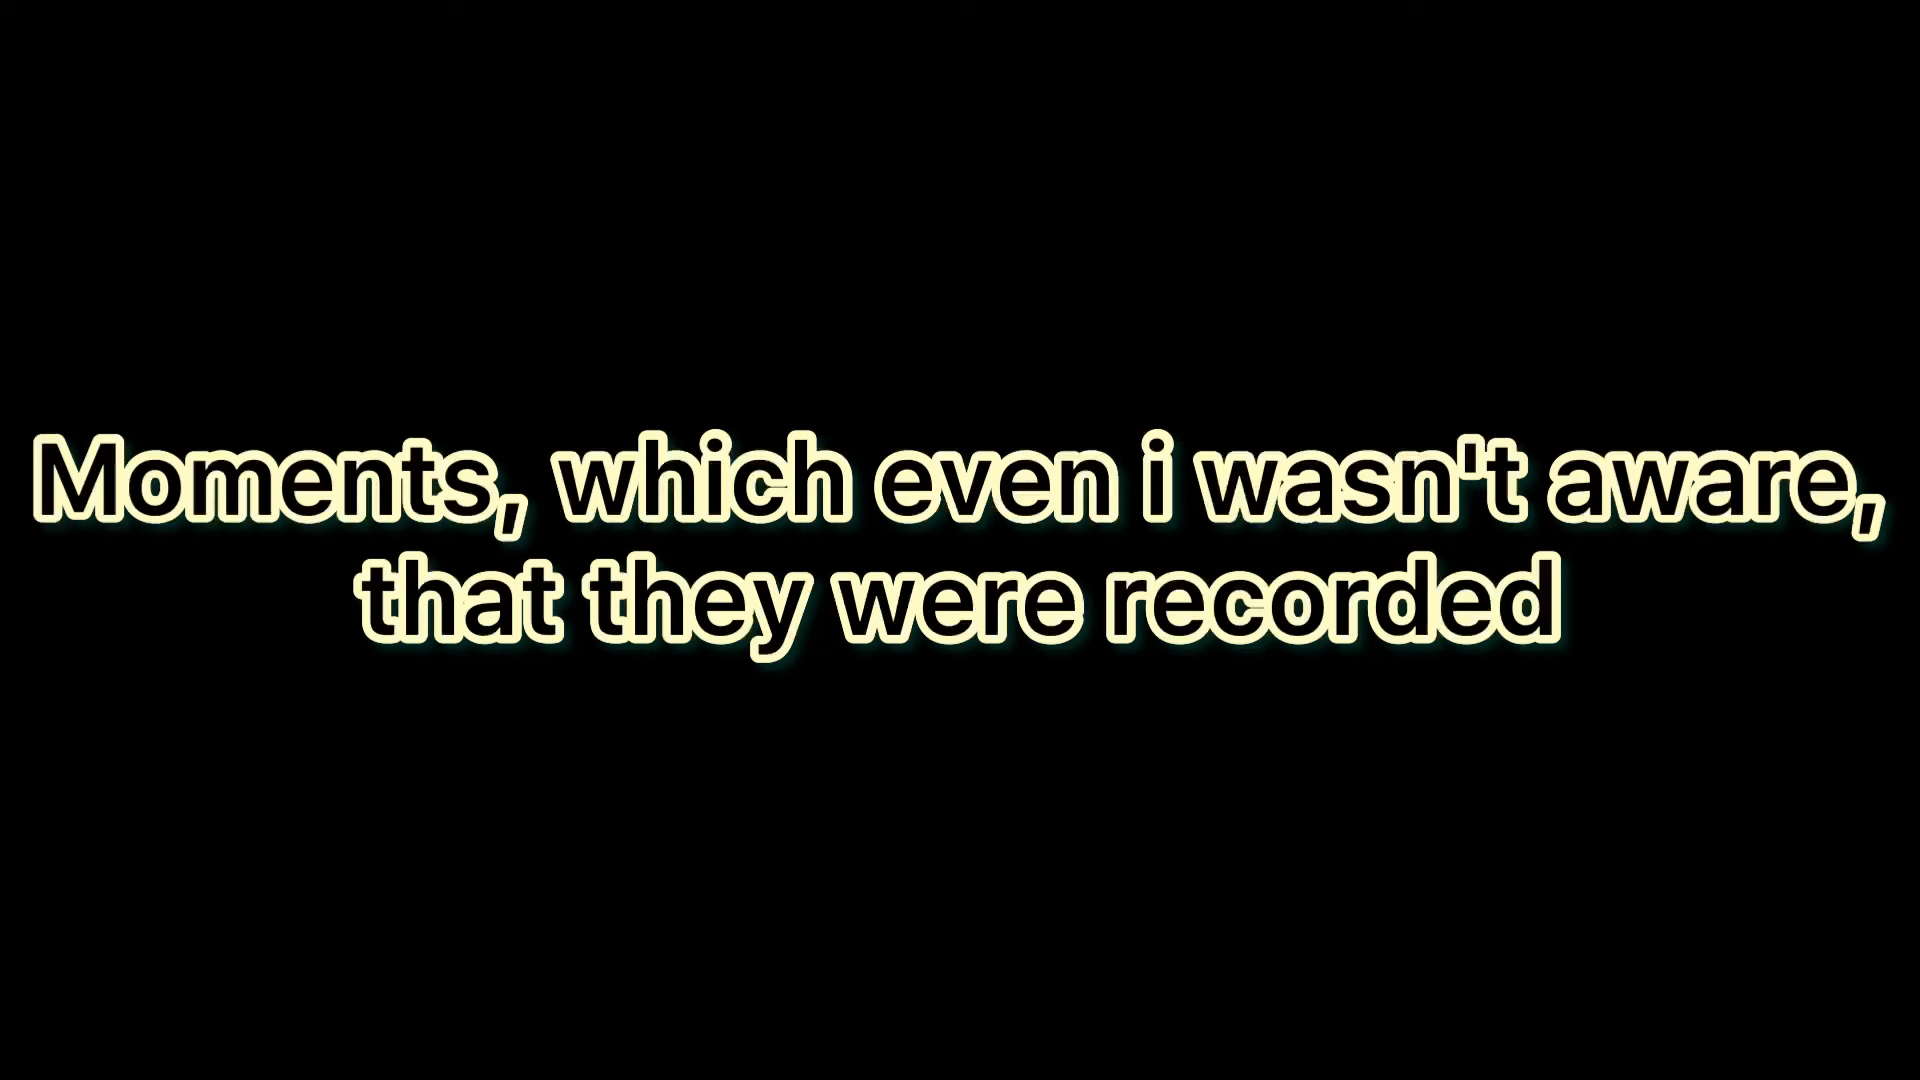 Moments, which even i wasn't aware,
that they were recorded